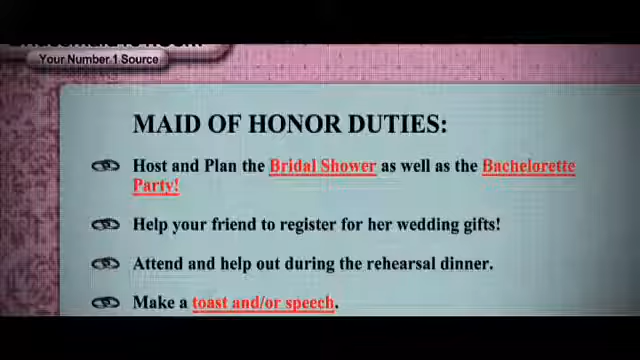 Your Number 1 Source
MAID OF HONOR DUTIES:
Host and Plan the Bridal Shower as well as the Bachelorette
Party!
Help your friend to register for her wedding gifts!
Attend and help out during the rehearsal dinner.
Make a toast and/or speech.